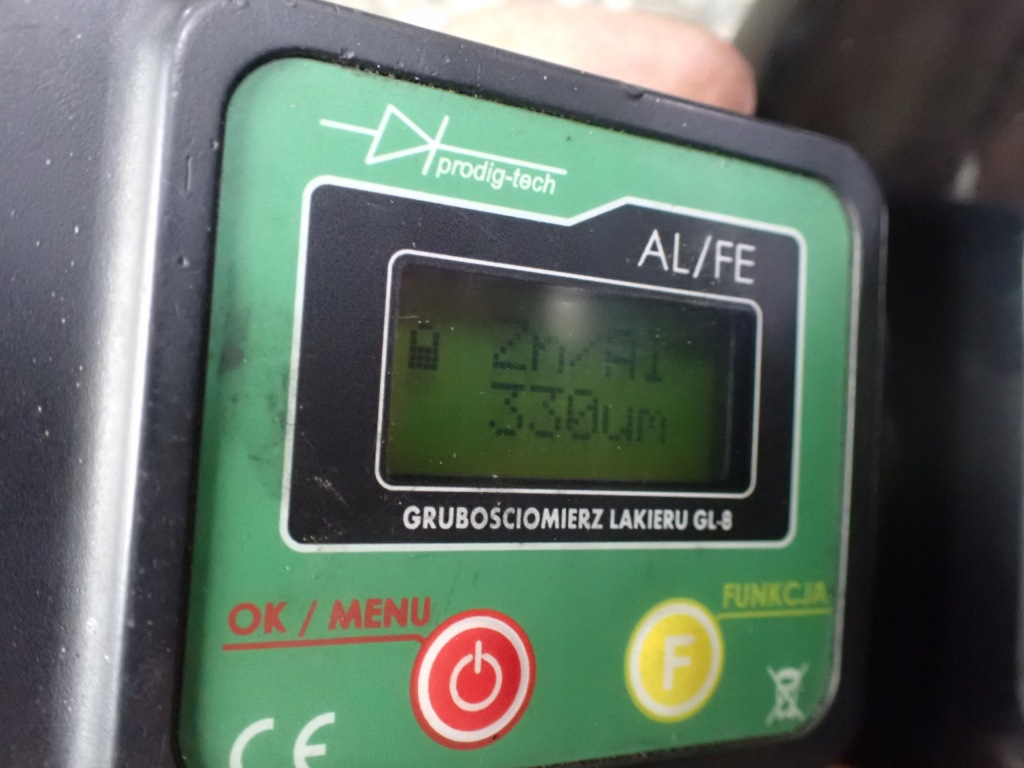 prodig-tech
AL/FE
Zn/Al
330um
GRUBOŚCIOMIERZ LAKIERU GL-8
OK / MENU
FUNKCJA
F
CE